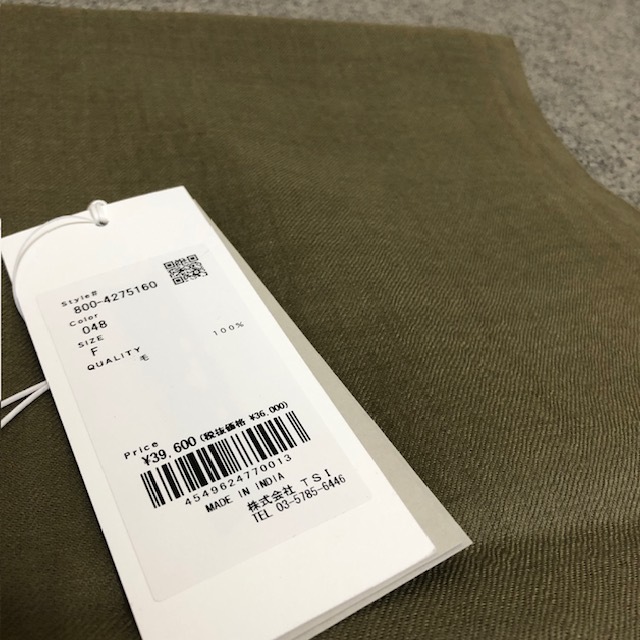 Style#
800-4275160
Color
048
SIZE
F
QUALITY
毛 100%
Price
¥39,600(税抜価格 ¥36,000)
4549624770013
MADE IN INDIA
株式会社 TSI
TEL 03-5785-6446